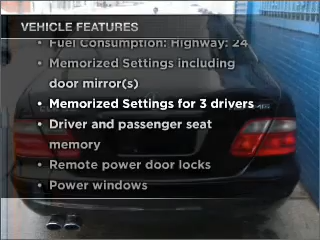 VEHICLE FEATURES
• Fuel Consumption: Highway: 24
• Memorized Settings including
door mirror(s)
• Memorized Settings for 3 drivers
• Driver and passenger seat
memory
• Remote power door locks
• Power windows